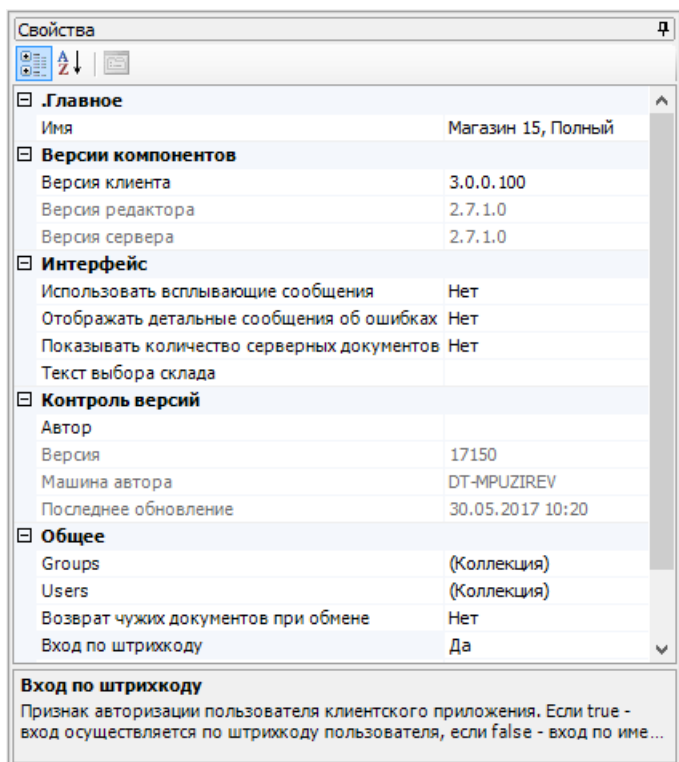 Свойства
.Главное
Имя Магазин 15, Полный
Версии компонентов
Версия клиента 3.0.0.100
Версия редактора 2.7.1.0
Версия сервера 2.7.1.0
Интерфейс
Использовать всплывающие сообщения Нет
Отображать детальные сообщения об ошибках Нет
Показывать количество серверных документов Нет
Текст выбора склада
Контроль версий
Автор
Версия 17150
Машина автора DT-MPUZIREV
Последнее обновление 30.05.2017 10:20
Общее
Groups (Коллекция)
Users (Коллекция)
Возврат чужих документов при обмене Нет
Вход по штрихкоду Да
Вход по штрихкоду
Признак авторизации пользователя клиентского приложения. Если true -
вход осуществляется по штрихкоду пользователя, если false - вход по име...